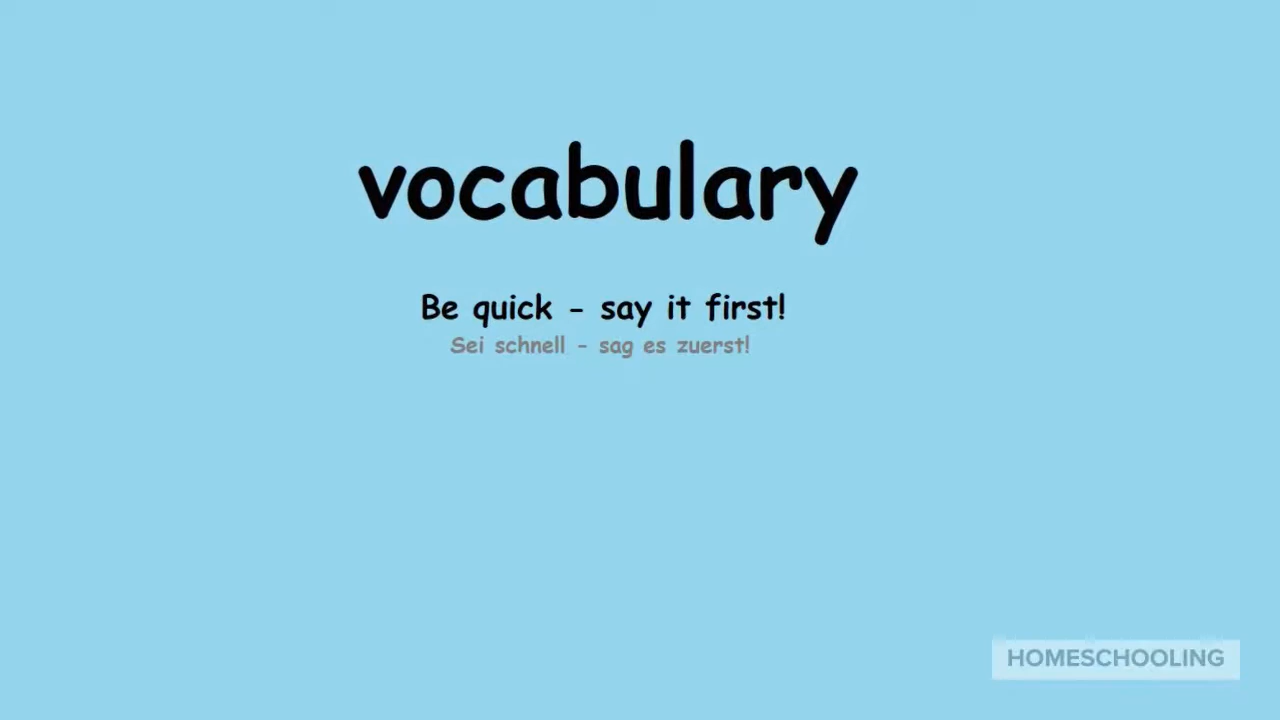 vocabulary
Be quick - say it first!
Sei schnell - sag es zuerst!
HOMESCHOOLING